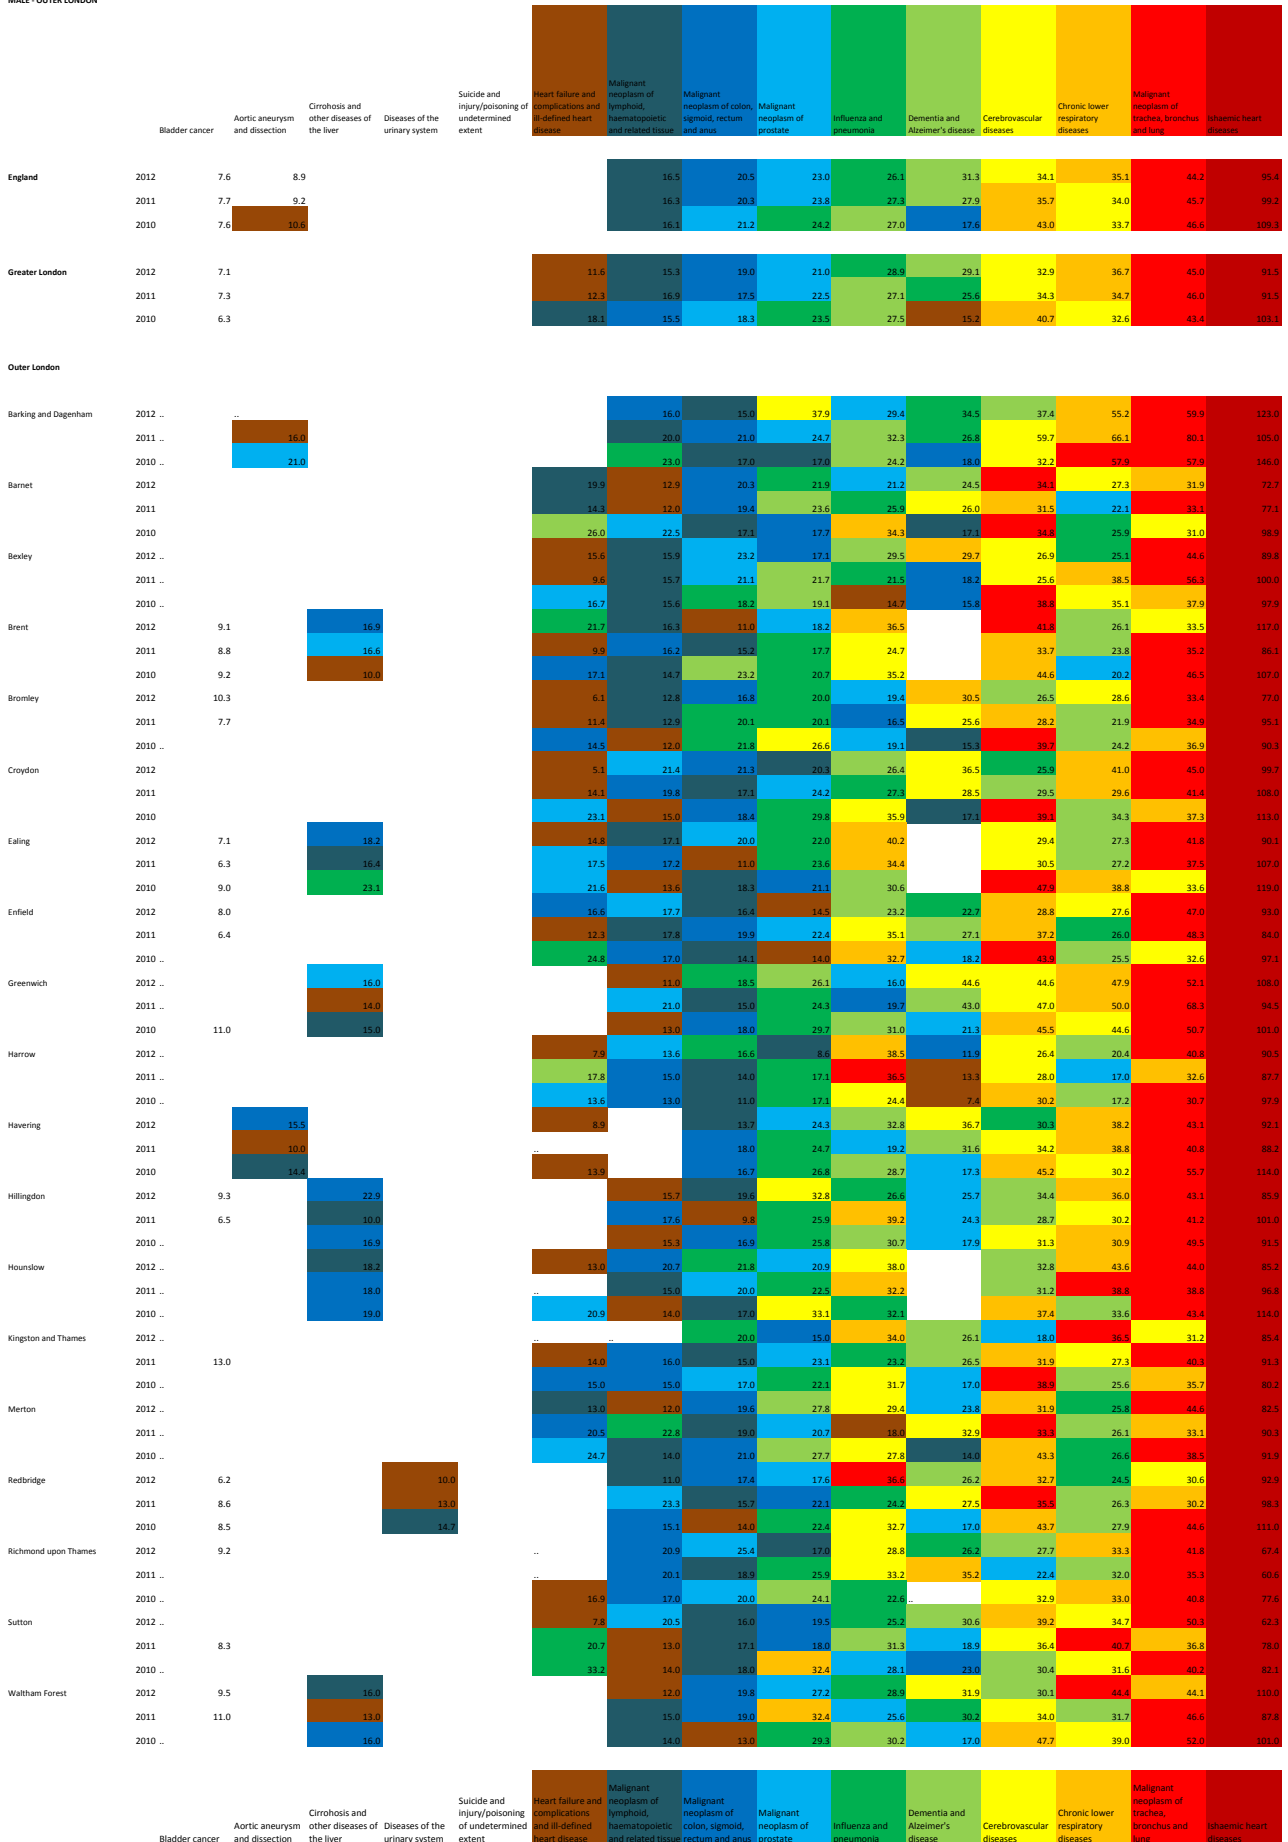 MALE - OUTER LONDON
Bladder cancer Aortic aneurysm and dissection Cirrohosis and other diseases of the liver Diseases of the urinary system Suicide and injury/poisoning of undetermined extent Heart failure and complications and ill-defined heart disease Malignant neoplasm of lymphoid, haematopoietic and related tissue Malignant neoplasm of colon, sigmoid, rectum and anus Malignant neoplasm of prostate Influenza and pneumonia Dementia and Alzeimer's disease Cerebrovascular diseases Chronic lower respiratory diseases Malignant neoplasm of trachea, bronchus and lung Ishaemic heart diseases
England 2012 7.6 8.9 16.5 20.5 23.0 26.1 31.3 34.1 35.1 44.2 95.4
2011 7.7 9.2 16.3 20.3 23.8 27.3 27.9 35.7 34.0 45.7 99.2
2010 7.6 10.6 16.1 21.2 24.2 27.0 17.6 43.0 33.7 46.6 109.3
Greater London 2012 7.1 11.6 15.3 19.0 21.0 28.9 29.1 32.9 36.7 45.0 91.5
2011 7.3 12.3 16.9 17.5 22.5 27.1 25.6 34.3 34.7 46.0 91.5
2010 6.3 18.1 15.5 18.3 23.5 27.5 15.2 40.7 32.6 43.4 103.1
Outer London
Barking and Dagenham 2012 .. .. 16.0 15.0 37.9 29.4 34.5 37.4 55.2 59.9 123.0
2011 .. 16.0 20.0 21.0 24.7 32.3 26.8 59.7 66.1 80.1 105.0
2010 .. 21.0 23.0 17.0 17.0 24.2 18.0 32.2 57.9 57.9 146.0
Barnet 2012 19.9 12.9 20.3 21.9 21.2 24.5 34.1 27.3 31.9 72.7
2011 14.3 12.0 19.4 23.6 25.9 26.0 31.5 22.1 33.1 77.1
2010 26.0 22.5 17.1 17.7 34.3 17.1 34.8 25.9 31.0 98.9
Bexley 2012 .. 15.6 15.9 23.2 17.1 29.5 29.7 26.9 25.1 44.6 89.8
2011 .. 9.6 15.7 21.1 21.7 21.5 18.2 25.6 38.5 56.3 100.0
2010 .. 16.7 15.6 18.2 19.1 14.7 15.8 38.8 35.1 37.9 97.9
Brent 2012 9.1 16.9 21.7 16.3 11.0 18.2 36.5 41.8 26.1 33.5 117.0
2011 8.8 16.6 9.9 16.2 15.2 17.7 24.7 33.7 23.8 35.2 86.1
2010 9.2 10.0 17.1 14.7 23.2 20.7 35.2 44.6 20.2 46.5 107.0
Bromley 2012 10.3 6.1 12.8 16.8 20.0 19.4 30.5 26.5 28.6 33.4 77.0
2011 7.7 11.4 12.9 20.1 20.1 16.5 25.6 28.2 21.9 34.9 95.1
2010 .. 14.5 12.0 21.8 26.6 19.1 15.3 39.7 24.2 36.9 90.3
Croydon 2012 5.1 21.4 21.3 20.3 26.4 36.5 25.9 41.0 45.0 99.7
2011 14.1 19.8 17.1 24.2 27.3 28.5 29.5 29.6 41.4 108.0
2010 23.1 15.0 18.4 29.8 35.9 17.1 39.1 34.3 37.3 113.0
Ealing 2012 7.1 18.2 14.8 17.1 20.0 22.0 40.2 29.4 27.3 41.8 90.1
2011 6.3 16.4 17.5 17.2 11.0 23.6 34.4 30.5 27.2 37.5 107.0
2010 9.0 23.1 21.6 13.6 18.3 21.1 30.6 47.9 38.8 33.6 119.0
Enfield 2012 8.0 16.6 17.7 16.4 14.5 23.2 22.7 28.8 27.6 47.0 93.0
2011 6.4 12.3 17.8 19.9 22.4 35.1 27.1 37.2 26.0 48.3 84.0
2010 .. 24.8 17.0 14.1 14.0 32.7 18.2 43.9 25.5 32.6 97.1
Greenwich 2012 .. 16.0 11.0 18.5 26.1 16.0 44.6 44.6 47.9 52.1 108.0
2011 .. 14.0 21.0 15.0 24.3 19.7 43.0 47.0 50.0 68.3 94.5
2010 11.0 15.0 13.0 18.0 29.7 31.0 21.3 45.5 44.6 50.7 101.0
Harrow 2012 .. 7.9 13.6 16.6 8.6 38.5 11.9 26.4 20.4 40.8 90.5
2011 .. 17.8 15.0 14.0 17.1 36.5 13.3 28.0 17.0 32.6 87.7
2010 .. 13.6 13.0 11.0 17.1 24.4 7.4 30.2 17.2 30.7 97.9
Havering 2012 15.5 8.9 13.7 24.3 32.8 36.7 30.3 38.2 43.1 92.1
2011 10.0 .. 18.0 24.7 19.2 31.6 34.2 38.8 40.8 88.2
2010 14.4 13.9 16.7 26.8 28.7 17.3 45.2 30.2 55.7 114.0
Hillingdon 2012 9.3 22.9 15.7 19.6 32.8 26.6 25.7 34.4 36.0 43.1 85.9
2011 6.5 10.0 17.6 9.8 25.9 39.2 24.3 28.7 30.2 41.2 101.0
2010 .. 16.9 15.3 16.9 25.8 30.7 17.9 31.3 30.9 49.5 91.5
Hounslow 2012 .. 18.2 13.0 20.7 21.8 20.9 38.0 32.8 43.6 44.0 85.2
2011 .. 18.0 .. 15.0 20.0 22.5 32.2 31.2 38.8 38.8 96.3
2010 .. 19.0 20.9 14.0 17.0 33.1 32.1 37.4 33.6 43.4 114.0
Kingston and Thames 2012 .. .. .. 20.0 15.0 34.0 26.1 18.0 36.5 31.2 65.4
2011 13.0 14.0 16.0 15.0 23.1 23.2 26.5 31.9 27.3 40.3 91.3
2010 .. 15.0 15.0 17.0 22.1 31.7 17.0 38.9 25.6 35.7 80.2
Merton 2012 .. 13.0 12.0 19.6 27.8 29.4 23.8 31.9 25.8 44.6 82.5
2011 .. 20.5 22.8 19.0 20.7 18.0 32.9 33.3 26.1 33.1 90.3
2010 .. 24.7 14.0 21.0 27.7 27.8 14.0 43.3 26.6 38.5 91.9
Redbridge 2012 6.2 10.0 11.0 17.4 17.6 36.6 26.2 32.7 24.5 30.6 92.9
2011 8.6 13.0 23.3 15.7 22.1 24.2 27.5 35.5 26.3 30.2 98.3
2010 8.5 14.7 15.1 14.0 22.4 32.7 17.0 43.7 27.9 44.6 111.0
Richmond upon Thames 2012 9.2 .. 20.9 25.4 17.0 28.8 26.2 27.7 33.3 41.8 67.4
2011 .. .. 20.1 18.9 25.9 33.2 35.2 22.4 32.0 35.3 60.6
2010 .. 16.9 17.0 20.0 24.1 22.6 .. 32.9 33.0 40.8 77.6
Sutton 2012 .. 7.8 20.5 16.0 19.5 25.2 30.6 39.2 34.7 50.3 62.3
2011 8.3 20.7 13.0 17.1 18.0 31.3 18.9 36.4 40.7 36.8 78.0
2010 .. 33.2 14.0 18.0 32.4 28.1 23.0 30.4 31.6 40.2 82.1
Waltham Forest 2012 9.5 16.0 12.0 19.8 27.2 28.9 31.9 30.1 44.4 44.1 110.0
2011 11.0 13.0 15.0 19.0 32.4 25.6 30.2 34.0 31.7 46.6 87.8
2010 .. 16.0 14.0 13.0 29.3 30.2 17.0 47.7 39.0 52.0 101.0
Bladder cancer Aortic aneurysm and dissection Cirrohosis and other diseases of the liver Diseases of the urinary system Suicide and injury/poisoning of undetermined extent Heart failure and complications and ill-defined heart disease Malignant neoplasm of lymphoid, haematopoietic and related tissue Malignant neoplasm of colon, sigmoid, rectum and anus Malignant neoplasm of prostate Influenza and pneumonia Dementia and Alzeimer's disease Cerebrovascular diseases Chronic lower respiratory diseases Malignant neoplasm of trachea, bronchus and lung Ishaemic heart diseases